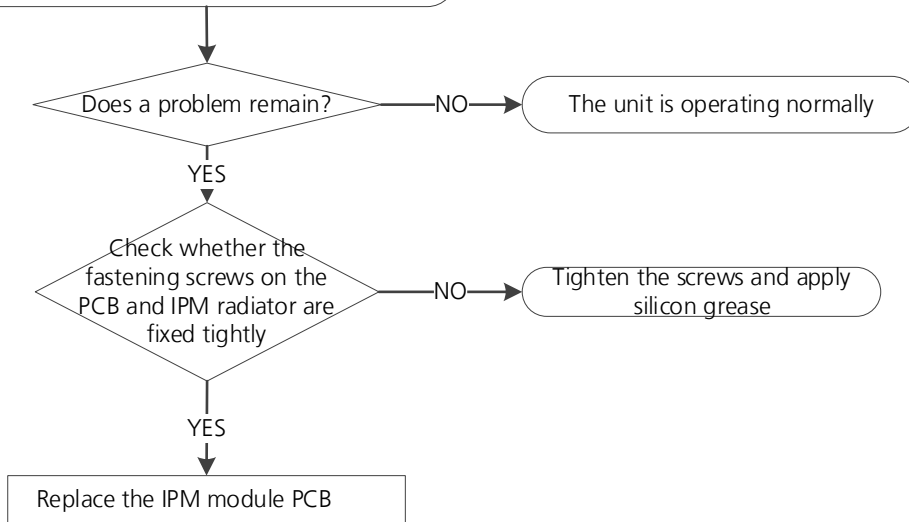 Does a problem remain?
NO
The unit is operating normally
YES
Check whether the
fastening screws on the
PCB and IPM radiator are
fixed tightly
NO
Tighten the screws and apply
silicon grease
YES
Replace the IPM module PCB